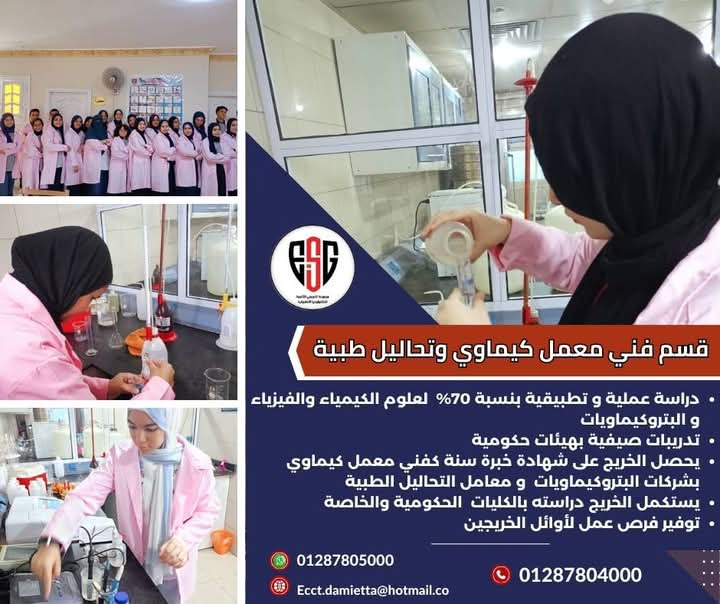 ESG
قسم فني معمل كيماوي وتحاليل طبية
دراسة عملية و تطبيقية بنسبة 70% لعلوم الكيمياء والفيزياء
و البتروكيماويات
تدريبات صيفية بهيئات حكومية
يحصل الخريج على شهادة خبرة سنة كفني معمل كيماوي
بشركات البتروكيماويات و معامل التحاليل الطبية
يستكمل الخريج دراسته بالكليات الحكومية والخاصة
توفير فرص عمل لأوائل الخريجين
01287805000
01287804000
Ecct.damietta@hotmail.co